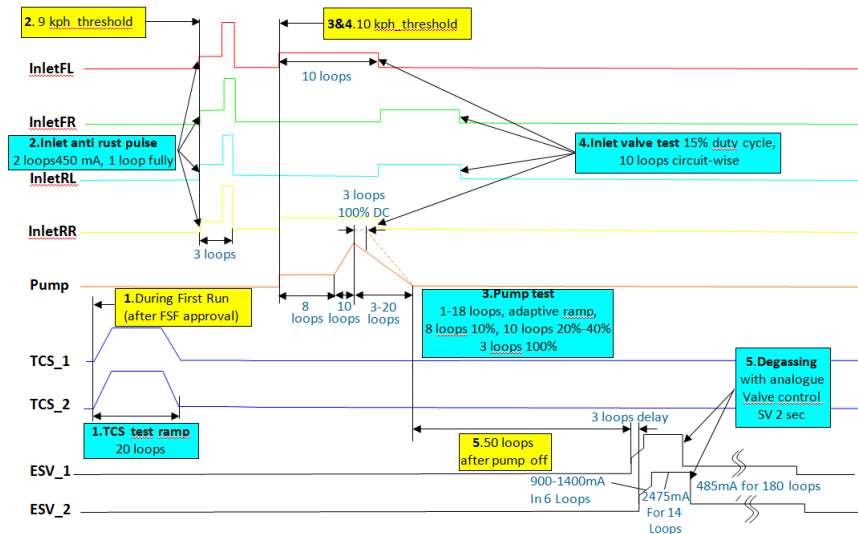 2. 9 kph_threshold
3&4.10 kph_threshold
InletFL
10 loops
InletFR
2.Inlet anti rust pulse
2 loops450 mA, 1 loop fully
4.Inlet valve test 15% duty cycle,
10 loops circuit-wise
InletRL
3 loops
100% DC
InletRR
3 loops
Pump
1.During First Run
(after FSF approval)
8
loops
10
loops
3-20
loops
3.Pump test
1-18 loops, adaptive ramp,
8 loops 10%, 10 loops 20%-40%
3 loops 100%
TCS_1
5.Degassing
with analogue
Valve control
SV 2 sec
TCS_2
1.TCS test ramp
20 loops
3 loops delay
5.50 loops
after pump off
ESV_1
900-1400mA
In 6 Loops
2475mA
For 14
Loops
485mA for 180 loops
ESV_2